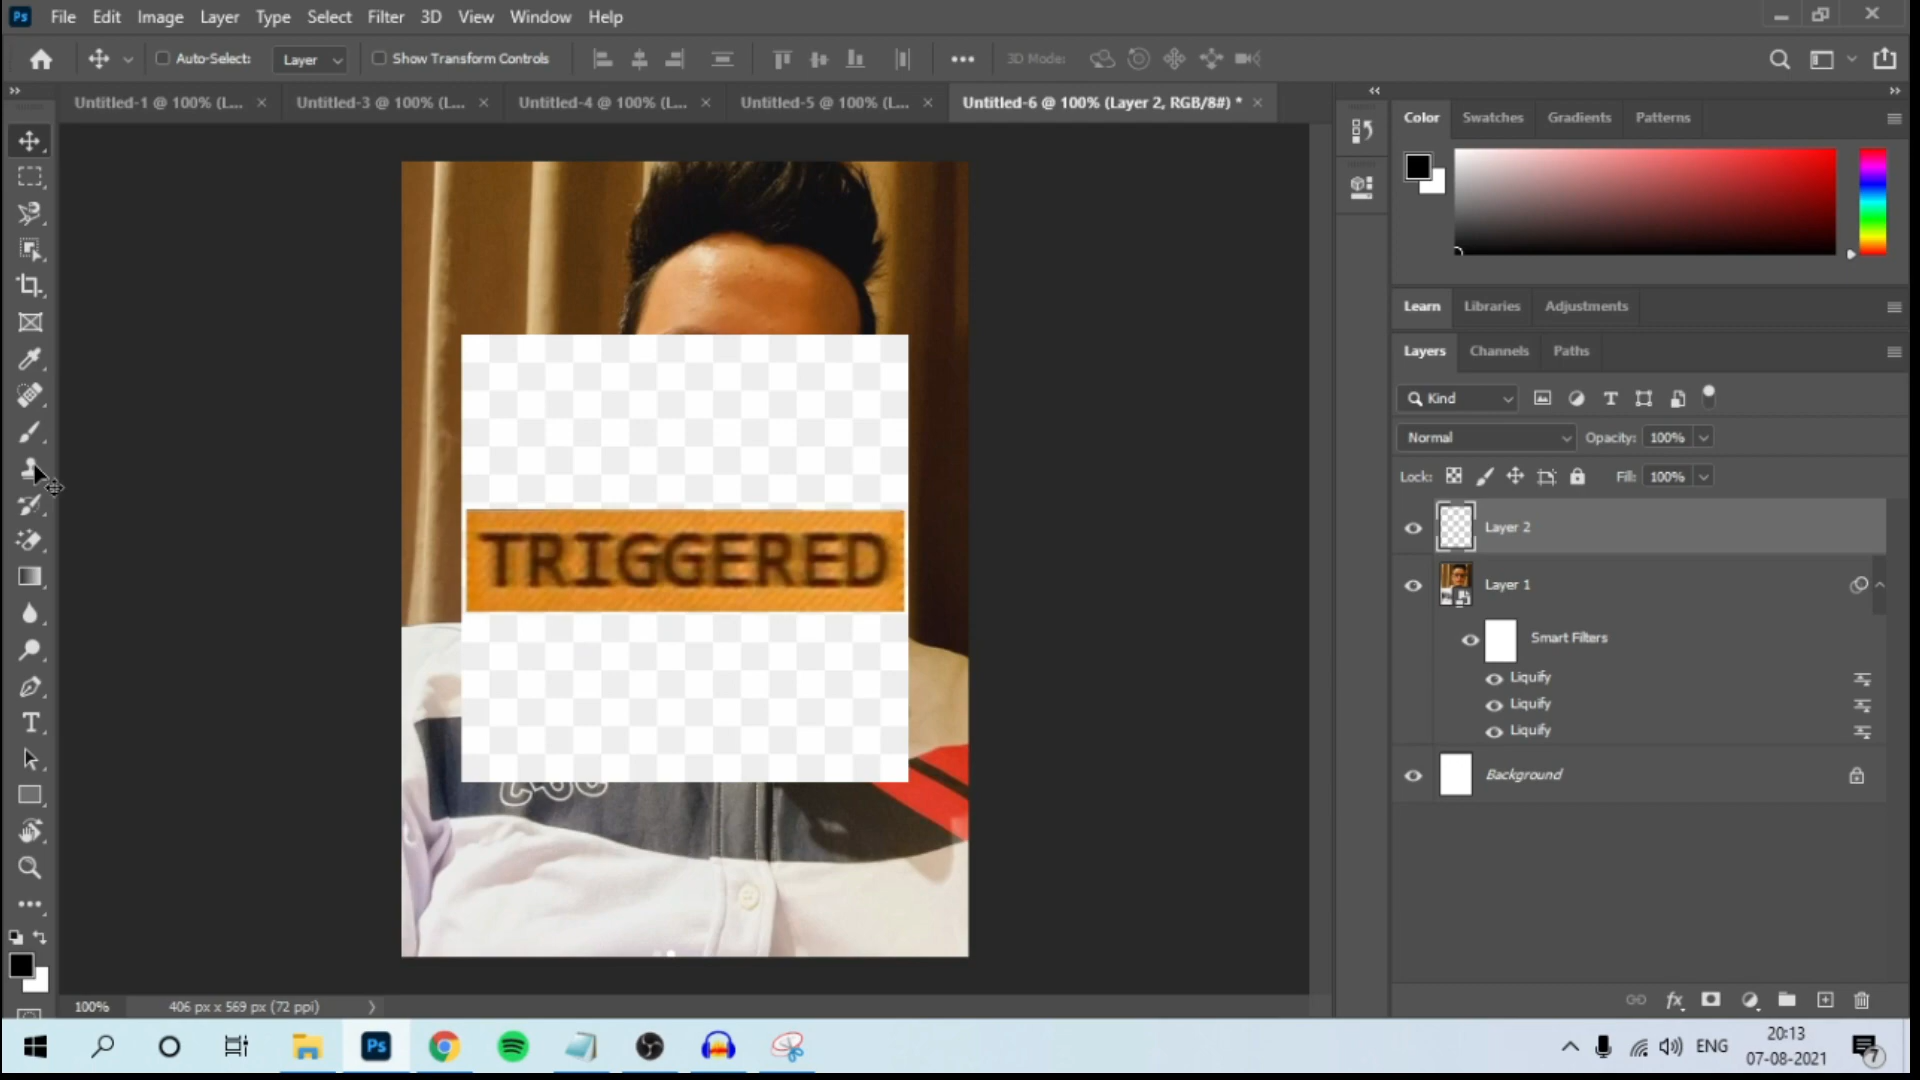 Ps File Edit Image Layer Type Select Filter 3D View Window Help
Auto-Select: Layer Show Transform Controls 3D Mode:
Untitled-1 @ 100% (L... Untitled-3 @ 100% (L... Untitled-4 @ 100% (L... Untitled-5 @ 100% (L... Untitled-6 @ 100% (Layer 2, RGB/8#) *
Color Swatches Gradients Patterns
Learn Libraries Adjustments
Layers Channels Paths
Kind
Normal Opacity: 100%
Lock: Fill: 100%
Layer 2
TRIGGERED
Layer 1
Smart Filters
Liquify
Liquify
Liquify
Background
100% 406 px x 569 px (72 ppi)
fx
Ps
ENG
20:13
07-08-2021
7